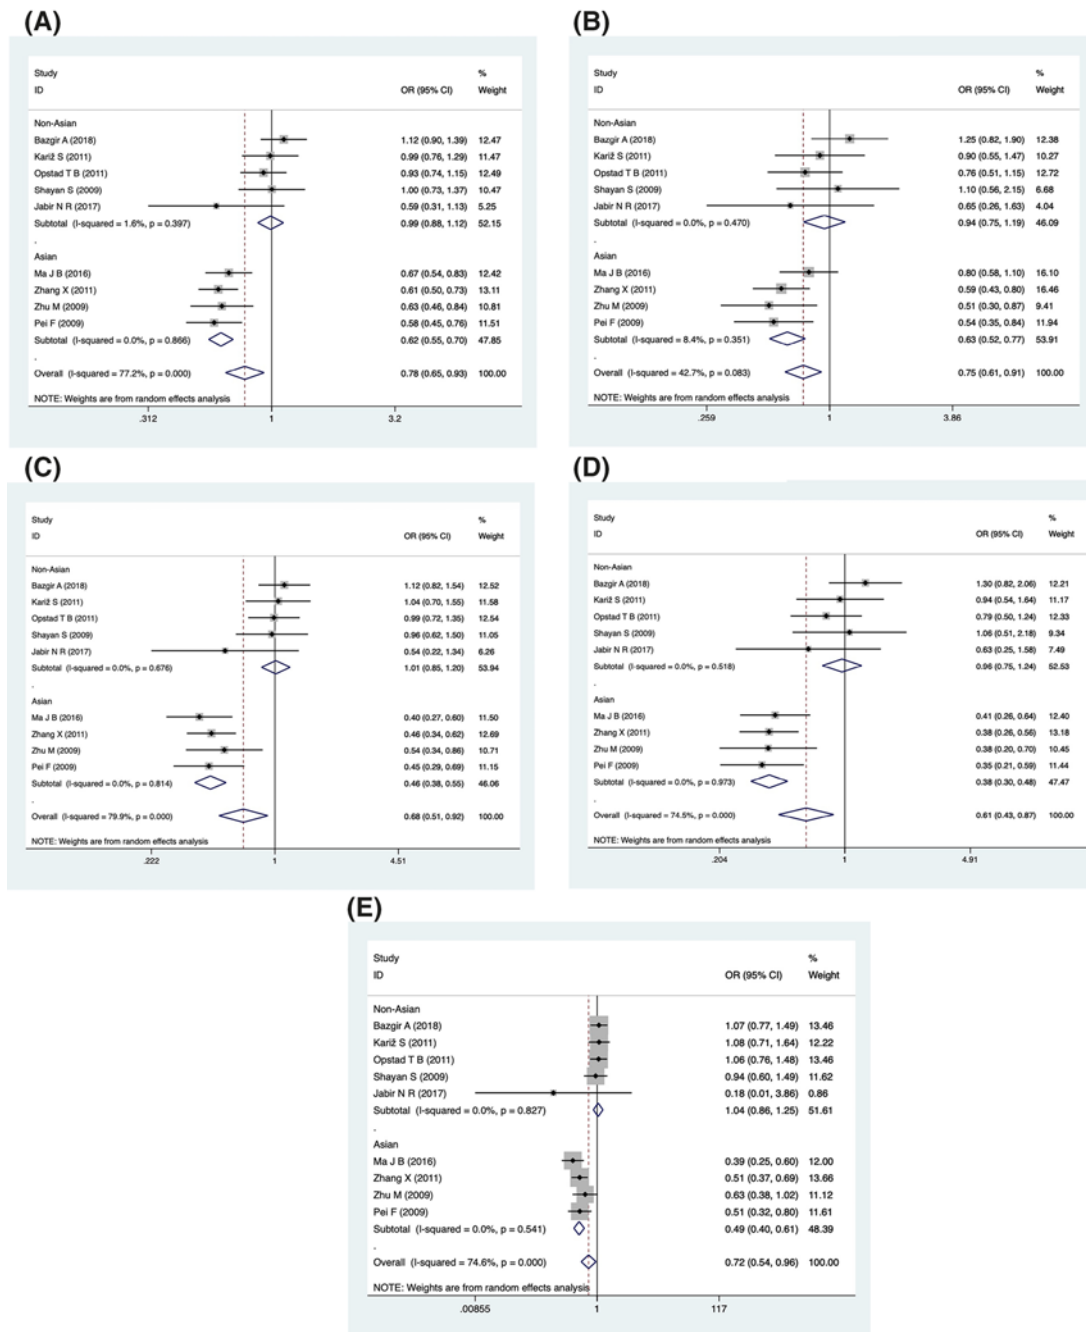 (A)
Study %
ID OR (95% CI) Weight
Non-Asian
Bazgir A (2018) 1.12 (0.90, 1.39) 12.47
Kariž S (2011) 0.99 (0.76, 1.29) 11.47
Opstad T B (2011) 0.93 (0.74, 1.15) 12.49
Shayan S (2009) 1.00 (0.73, 1.37) 10.47
Jabir N R (2017) 0.59 (0.31, 1.13) 5.25
Subtotal (I-squared = 1.6%, p = 0.397) 0.99 (0.88, 1.12) 52.15
.
Asian
Ma J B (2016) 0.67 (0.54, 0.83) 12.42
Zhang X (2011) 0.61 (0.50, 0.73) 13.11
Zhu M (2009) 0.63 (0.46, 0.84) 10.81
Pei F (2009) 0.58 (0.45, 0.76) 11.51
Subtotal (I-squared = 0.0%, p = 0.866) 0.62 (0.55, 0.70) 47.85
.
Overall (I-squared = 77.2%, p = 0.000) 0.78 (0.65, 0.93) 100.00
NOTE: Weights are from random effects analysis
.312 1 3.2
(B)
Study %
ID OR (95% CI) Weight
Non-Asian
Bazgir A (2018) 1.25 (0.82, 1.90) 12.38
Kariž S (2011) 0.90 (0.55, 1.47) 10.27
Opstad T B (2011) 0.76 (0.51, 1.15) 12.72
Shayan S (2009) 1.10 (0.56, 2.15) 6.68
Jabir N R (2017) 0.65 (0.26, 1.63) 4.04
Subtotal (I-squared = 0.0%, p = 0.470) 0.94 (0.75, 1.19) 46.09
.
Asian
Ma J B (2016) 0.80 (0.58, 1.10) 16.10
Zhang X (2011) 0.59 (0.43, 0.80) 16.46
Zhu M (2009) 0.51 (0.30, 0.87) 9.41
Pei F (2009) 0.54 (0.35, 0.84) 11.94
Subtotal (I-squared = 8.4%, p = 0.351) 0.63 (0.52, 0.77) 53.91
.
Overall (I-squared = 42.7%, p = 0.083) 0.75 (0.61, 0.91) 100.00
NOTE: Weights are from random effects analysis
.259 1 3.86
(C)
Study %
ID OR (95% CI) Weight
Non-Asian
Bazgir A (2018) 1.12 (0.82, 1.54) 12.52
Kariž S (2011) 1.04 (0.70, 1.55) 11.58
Opstad T B (2011) 0.99 (0.72, 1.35) 12.54
Shayan S (2009) 0.96 (0.62, 1.50) 11.05
Jabir N R (2017) 0.54 (0.22, 1.34) 6.26
Subtotal (I-squared = 0.0%, p = 0.676) 1.01 (0.85, 1.20) 53.94
.
Asian
Ma J B (2016) 0.40 (0.27, 0.60) 11.50
Zhang X (2011) 0.46 (0.34, 0.62) 12.69
Zhu M (2009) 0.54 (0.34, 0.86) 10.71
Pei F (2009) 0.45 (0.29, 0.69) 11.15
Subtotal (I-squared = 0.0%, p = 0.814) 0.46 (0.38, 0.55) 46.06
.
Overall (I-squared = 79.9%, p = 0.000) 0.68 (0.51, 0.92) 100.00
NOTE: Weights are from random effects analysis
.222 1 4.51
(D)
Study %
ID OR (95% CI) Weight
Non-Asian
Bazgir A (2018) 1.30 (0.82, 2.06) 12.21
Kariž S (2011) 0.94 (0.54, 1.64) 11.17
Opstad T B (2011) 0.79 (0.50, 1.24) 12.33
Shayan S (2009) 1.06 (0.51, 2.18) 9.34
Jabir N R (2017) 0.63 (0.25, 1.58) 7.49
Subtotal (I-squared = 0.0%, p = 0.518) 0.96 (0.75, 1.24) 52.53
.
Asian
Ma J B (2016) 0.41 (0.26, 0.64) 12.40
Zhang X (2011) 0.38 (0.26, 0.56) 13.18
Zhu M (2009) 0.38 (0.20, 0.70) 10.45
Pei F (2009) 0.35 (0.21, 0.59) 11.44
Subtotal (I-squared = 0.0%, p = 0.973) 0.38 (0.30, 0.48) 47.47
.
Overall (I-squared = 74.5%, p = 0.000) 0.61 (0.43, 0.87) 100.00
NOTE: Weights are from random effects analysis
.204 1 4.91
(E)
Study %
ID OR (95% CI) Weight
Non-Asian
Bazgir A (2018) 1.07 (0.77, 1.49) 13.46
Kariž S (2011) 1.08 (0.71, 1.64) 12.22
Opstad T B (2011) 1.06 (0.76, 1.48) 13.46
Shayan S (2009) 0.94 (0.60, 1.49) 11.62
Jabir N R (2017) 0.18 (0.01, 3.86) 0.86
Subtotal (I-squared = 0.0%, p = 0.827) 1.04 (0.86, 1.25) 51.61
.
Asian
Ma J B (2016) 0.39 (0.25, 0.60) 12.00
Zhang X (2011) 0.51 (0.37, 0.69) 13.66
Zhu M (2009) 0.63 (0.38, 1.02) 11.12
Pei F (2009) 0.51 (0.32, 0.80) 11.61
Subtotal (I-squared = 0.0%, p = 0.541) 0.49 (0.40, 0.61) 48.39
.
Overall (I-squared = 74.6%, p = 0.000) 0.72 (0.54, 0.96) 100.00
NOTE: Weights are from random effects analysis
.00855 1 117